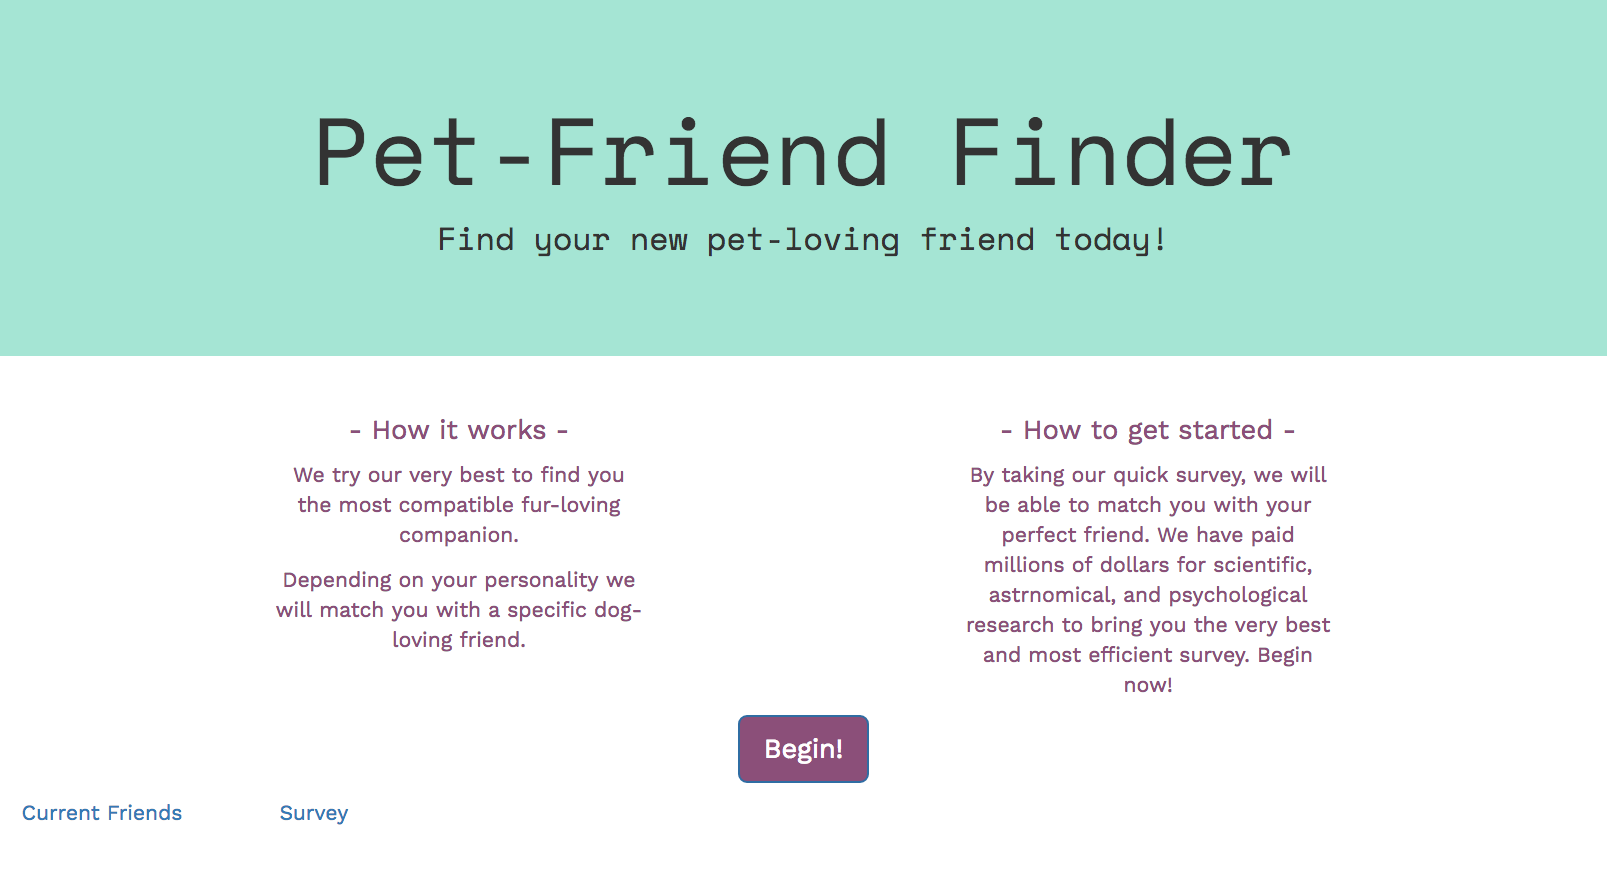 Pet-Friend Finder
Find your new pet-loving friend today!
- How it works -
We try our very best to find you
the most compatible fur-loving
companion.
Depending on your personality we
will match you with a specific dog-
loving friend.
- How to get started -
By taking our quick survey, we will
be able to match you with your
perfect friend. We have paid
millions of dollars for scientific,
astrnomical, and psychological
research to bring you the very best
and most efficient survey. Begin
now!
Begin!
Current Friends
Survey